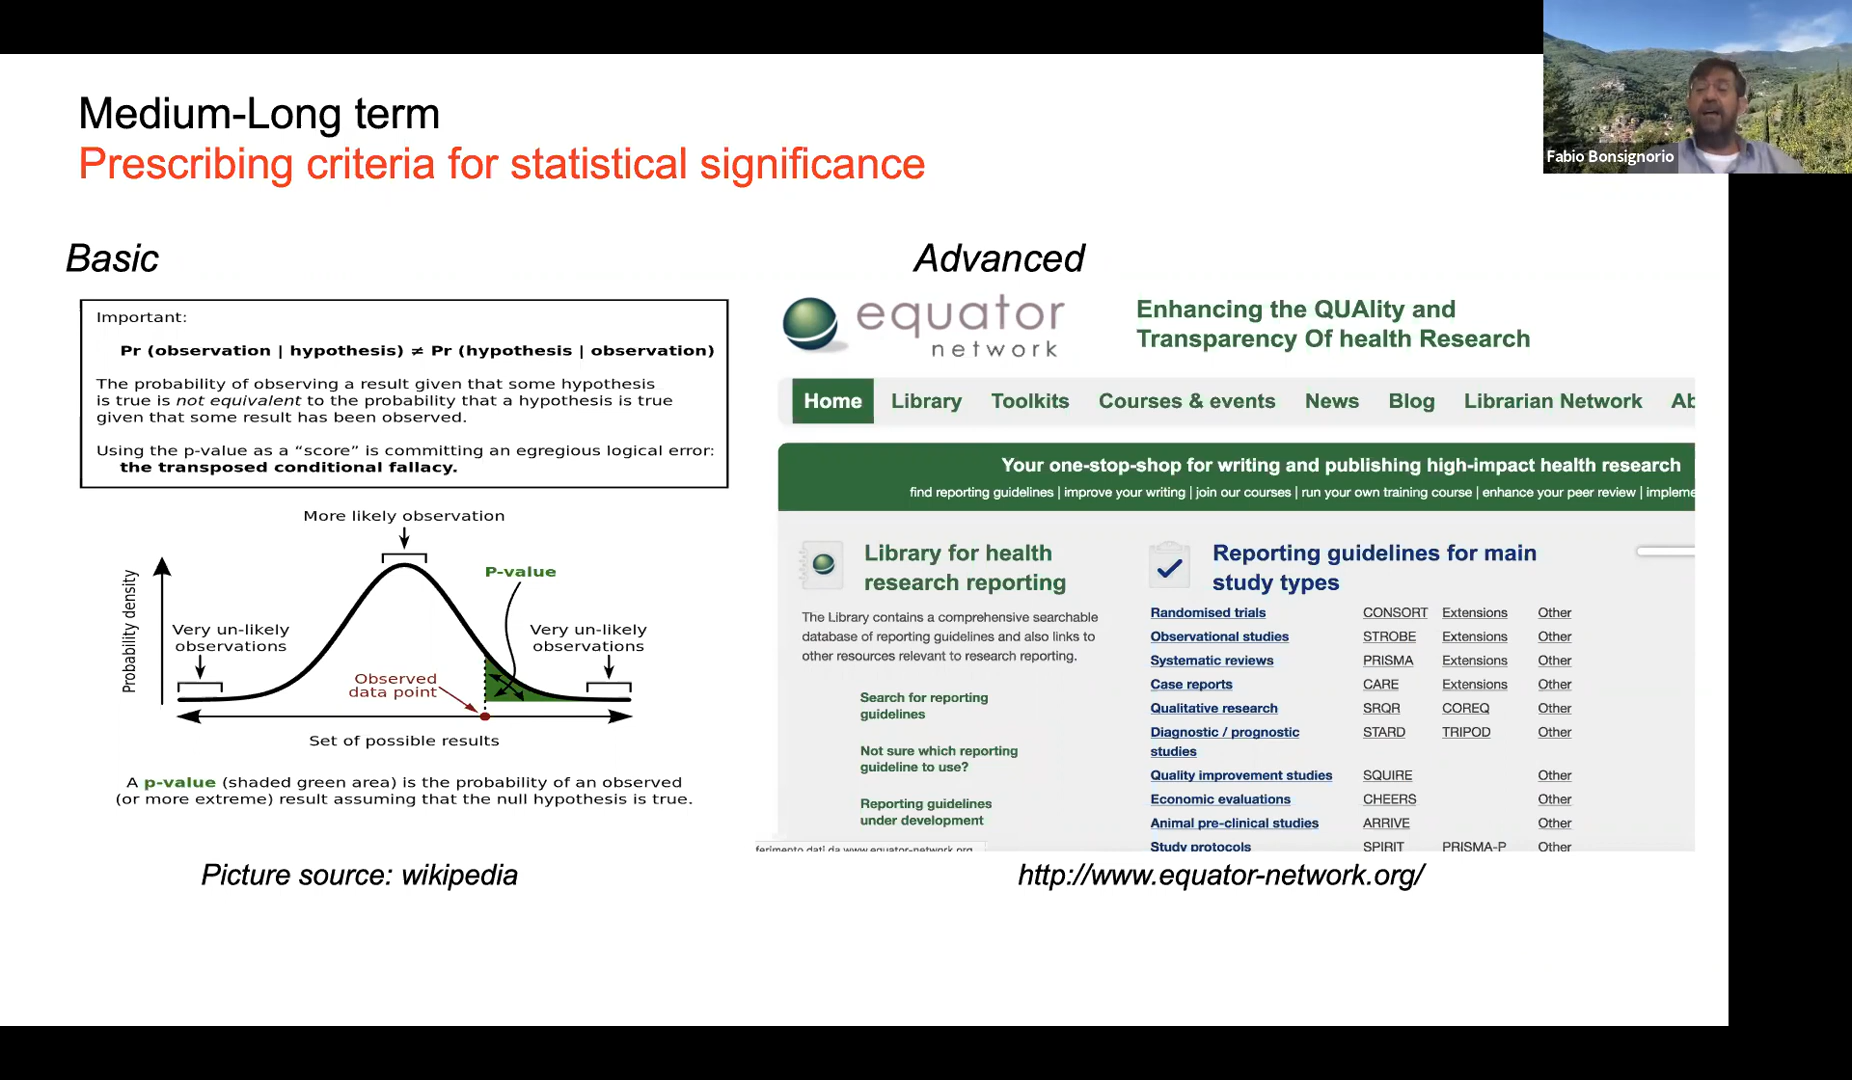 Medium-Long term
Prescribing criteria for statistical significance
Fabio Bonsignorio
Basic
Important:
Pr (observation | hypothesis) ≠ Pr (hypothesis | observation)
The probability of observing a result given that some hypothesis
is true is not equivalent to the probability that a hypothesis is true
given that some result has been observed.
Using the p-value as a “score” is committing an egregious logical error:
the transposed conditional fallacy.
More likely observation
P-value
Probability density
Very un-likely
observations
Very un-likely
observations
Observed
data point
Set of possible results
A p-value (shaded green area) is the probability of an observed
(or more extreme) result assuming that the null hypothesis is true.
Picture source: wikipedia
Advanced
equator
network
Enhancing the QUAlity and
Transparency Of health Research
Home Library Toolkits Courses & events News Blog Librarian Network Ab
Your one-stop-shop for writing and publishing high-impact health research
find reporting guidelines | improve your writing | join our courses | run your own training course | enhance your peer review | impleme
Library for health
research reporting
The Library contains a comprehensive searchable
database of reporting guidelines and also links to
other resources relevant to research reporting.
Search for reporting
guidelines
Not sure which reporting
guideline to use?
Reporting guidelines
under development
Reporting guidelines for main
study types
Randomised trials CONSORT Extensions Other
Observational studies STROBE Extensions Other
Systematic reviews PRISMA Extensions Other
Case reports CARE Extensions Other
Qualitative research SRQR COREQ Other
Diagnostic / prognostic
studies STARD TRIPOD Other
Quality improvement studies SQUIRE Other
Economic evaluations CHEERS Other
Animal pre-clinical studies ARRIVE Other
Study protocols SPIRIT PRISMA-P Other
ferimento dati da www.equator-network.org
http://www.equator-network.org/